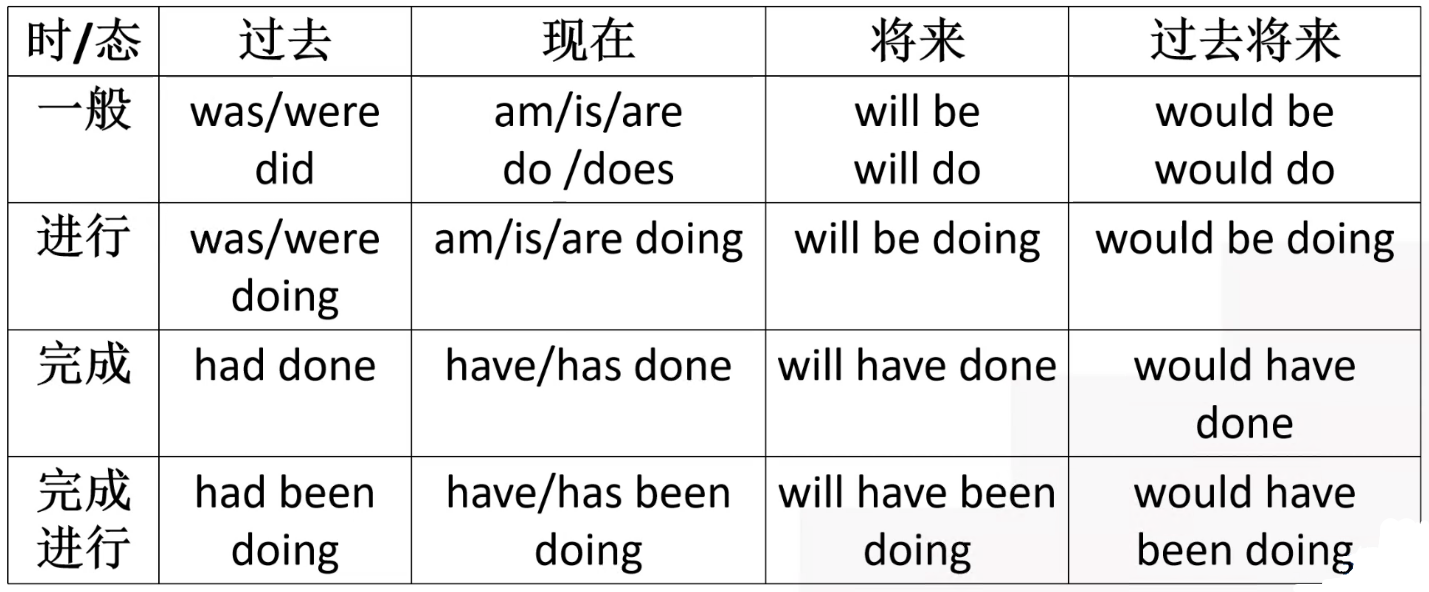 时/态 过去 现在 将来 过去将来
一般 was/were am/is/are will be would be
did do /does will do would do
进行 was/were am/is/are doing will be doing would be doing
doing
完成 had done have/has done will have done would have
done
完成 had been have/has been will have been would have
进行 doing doing doing been doing